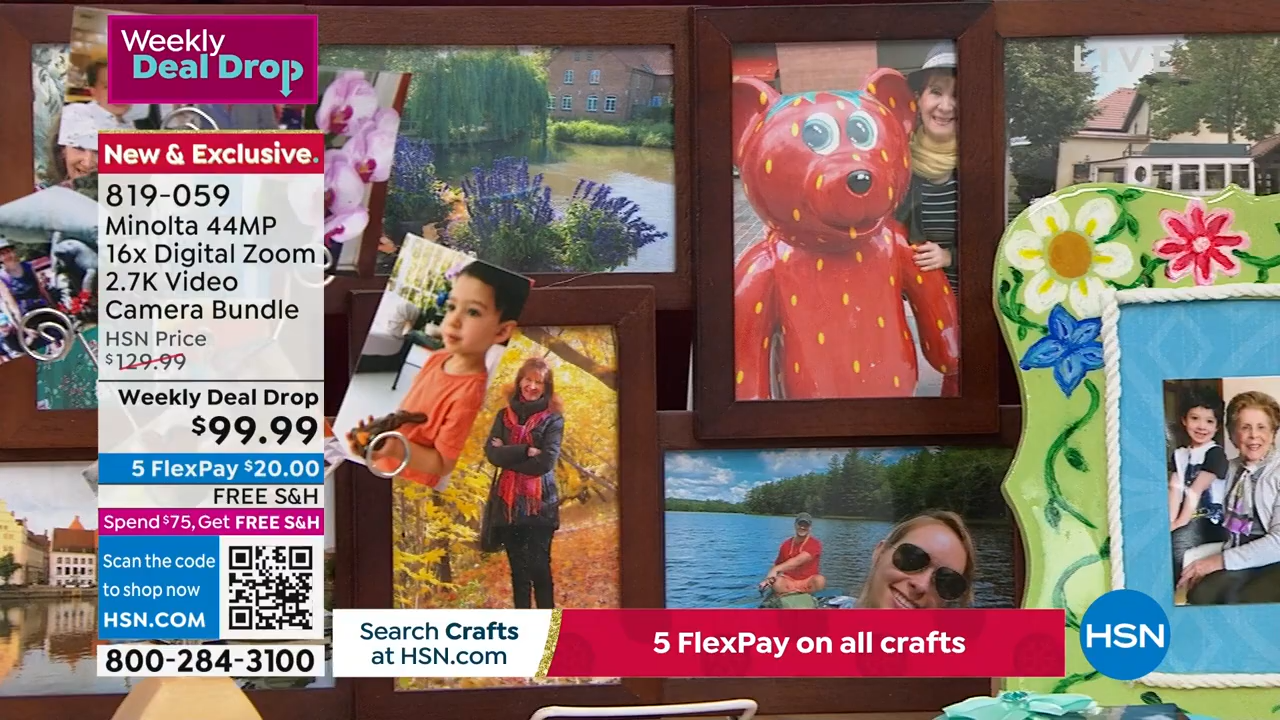 Weekly
Deal Drop
LIVE
New & Exclusive.
819-059
Minolta 44MP
16x Digital Zoom
2.7K Video
Camera Bundle
HSN Price
$129.99
Weekly Deal Drop
$99.99
5 FlexPay $20.00
FREE S&H
Spend $75, Get FREE S&H
Scan the code
to shop now
HSN.COM
800-284-3100
Search Crafts
at HSN.com
5 FlexPay on all crafts
HSN